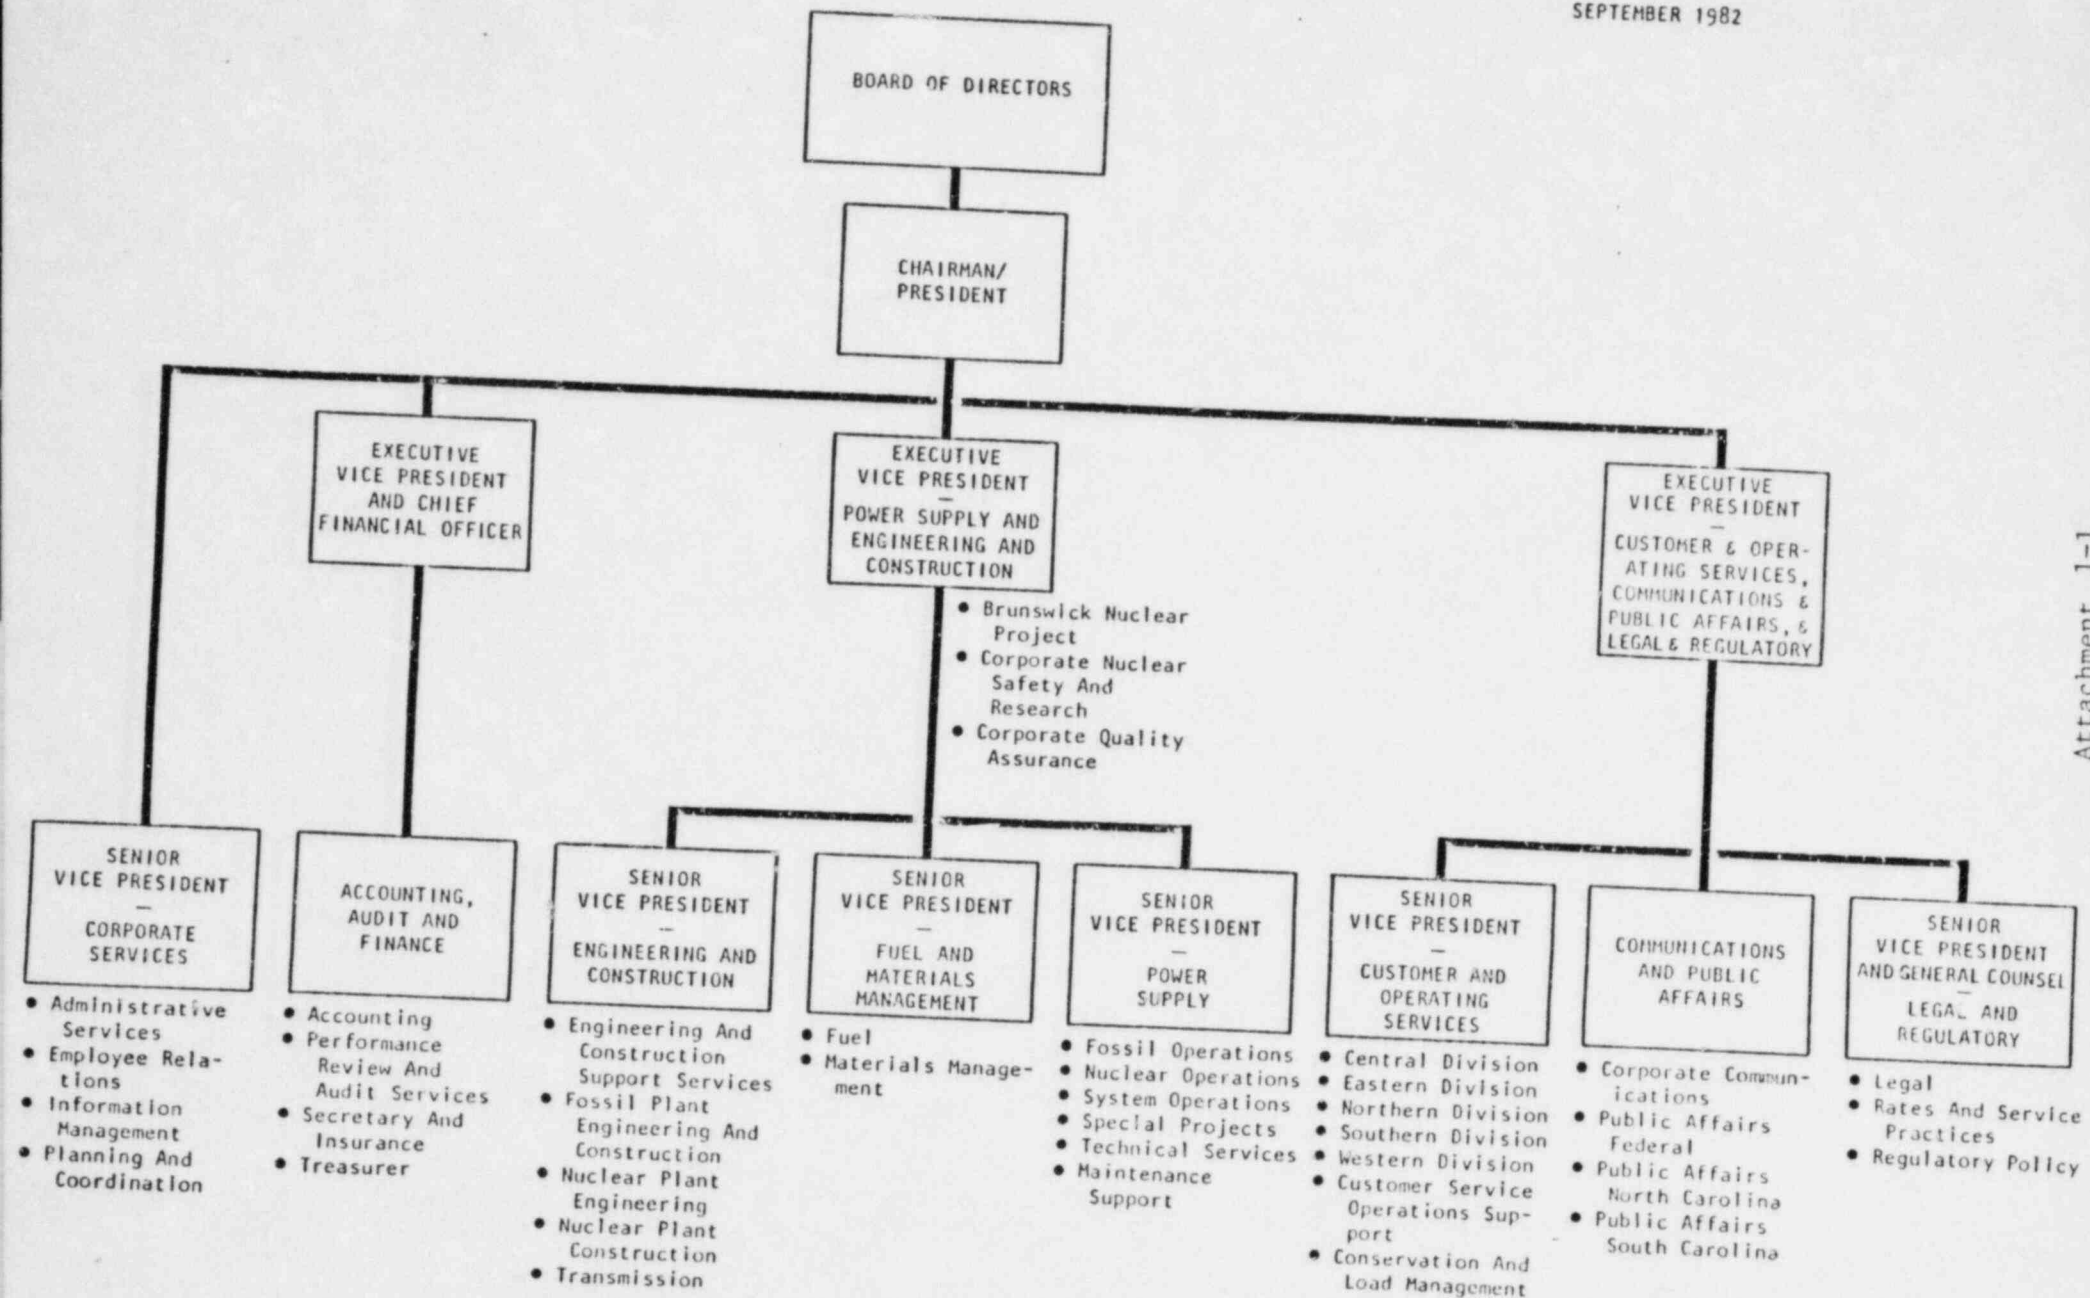 SEPTEMBER 1982
BOARD OF DIRECTORS
CHAIRMAN/
PRESIDENT
EXECUTIVE
VICE PRESIDENT
AND CHIEF
FINANCIAL OFFICER
EXECUTIVE
VICE PRESIDENT
—
POWER SUPPLY AND
ENGINEERING AND
CONSTRUCTION
• Brunswick Nuclear
Project
• Corporate Nuclear
Safety And
Research
• Corporate Quality
Assurance
EXECUTIVE
VICE PRESIDENT
—
CUSTOMER & OPER-
ATING SERVICES,
COMMUNICATIONS &
PUBLIC AFFAIRS, &
LEGAL & REGULATORY
Attachment 1-1
SENIOR
VICE PRESIDENT
—
CORPORATE
SERVICES
• Administrative
Services
• Employee Rela-
tions
• Information
Management
• Planning And
Coordination
ACCOUNTING,
AUDIT AND
FINANCE
• Accounting
• Performance
Review And
Audit Services
• Secretary And
Insurance
• Treasurer
SENIOR
VICE PRESIDENT
—
ENGINEERING AND
CONSTRUCTION
• Engineering And
Construction
Support Services
• Fossil Plant
Engineering And
Construction
• Nuclear Plant
Engineering
• Nuclear Plant
Construction
• Transmission
SENIOR
VICE PRESIDENT
—
FUEL AND
MATERIALS
MANAGEMENT
• Fuel
• Materials Manage-
ment
SENIOR
VICE PRESIDENT
—
POWER
SUPPLY
• Fossil Operations
• Nuclear Operations
• System Operations
• Special Projects
• Technical Services
• Maintenance
Support
SENIOR
VICE PRESIDENT
—
CUSTOMER AND
OPERATING
SERVICES
• Central Division
• Eastern Division
• Northern Division
• Southern Division
• Western Division
• Customer Service
Operations Sup-
port
• Conservation And
Load Management
COMMUNICATIONS
AND PUBLIC
AFFAIRS
• Corporate Commun-
ications
• Public Affairs
Federal
• Public Affairs
North Carolina
• Public Affairs
South Carolina
SENIOR
VICE PRESIDENT
AND GENERAL COUNSEL
—
LEGAL AND
REGULATORY
• Legal
• Rates And Service
Practices
• Regulatory Policy